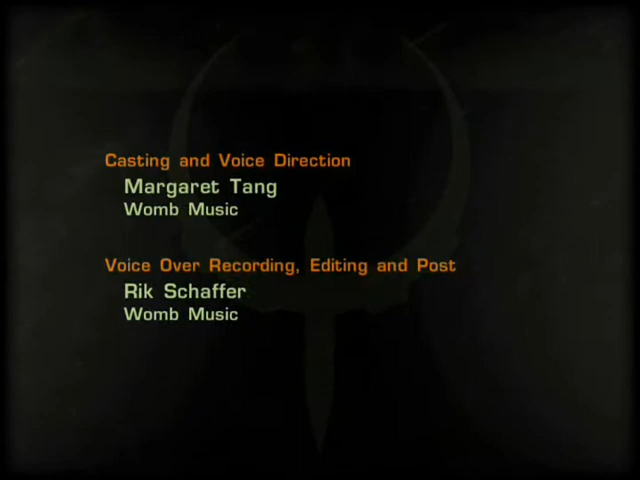 Casting and Voice Direction
Margaret Tang
Womb Music
Voice Over Recording, Editing and Post
Rik Schaffer
Womb Music